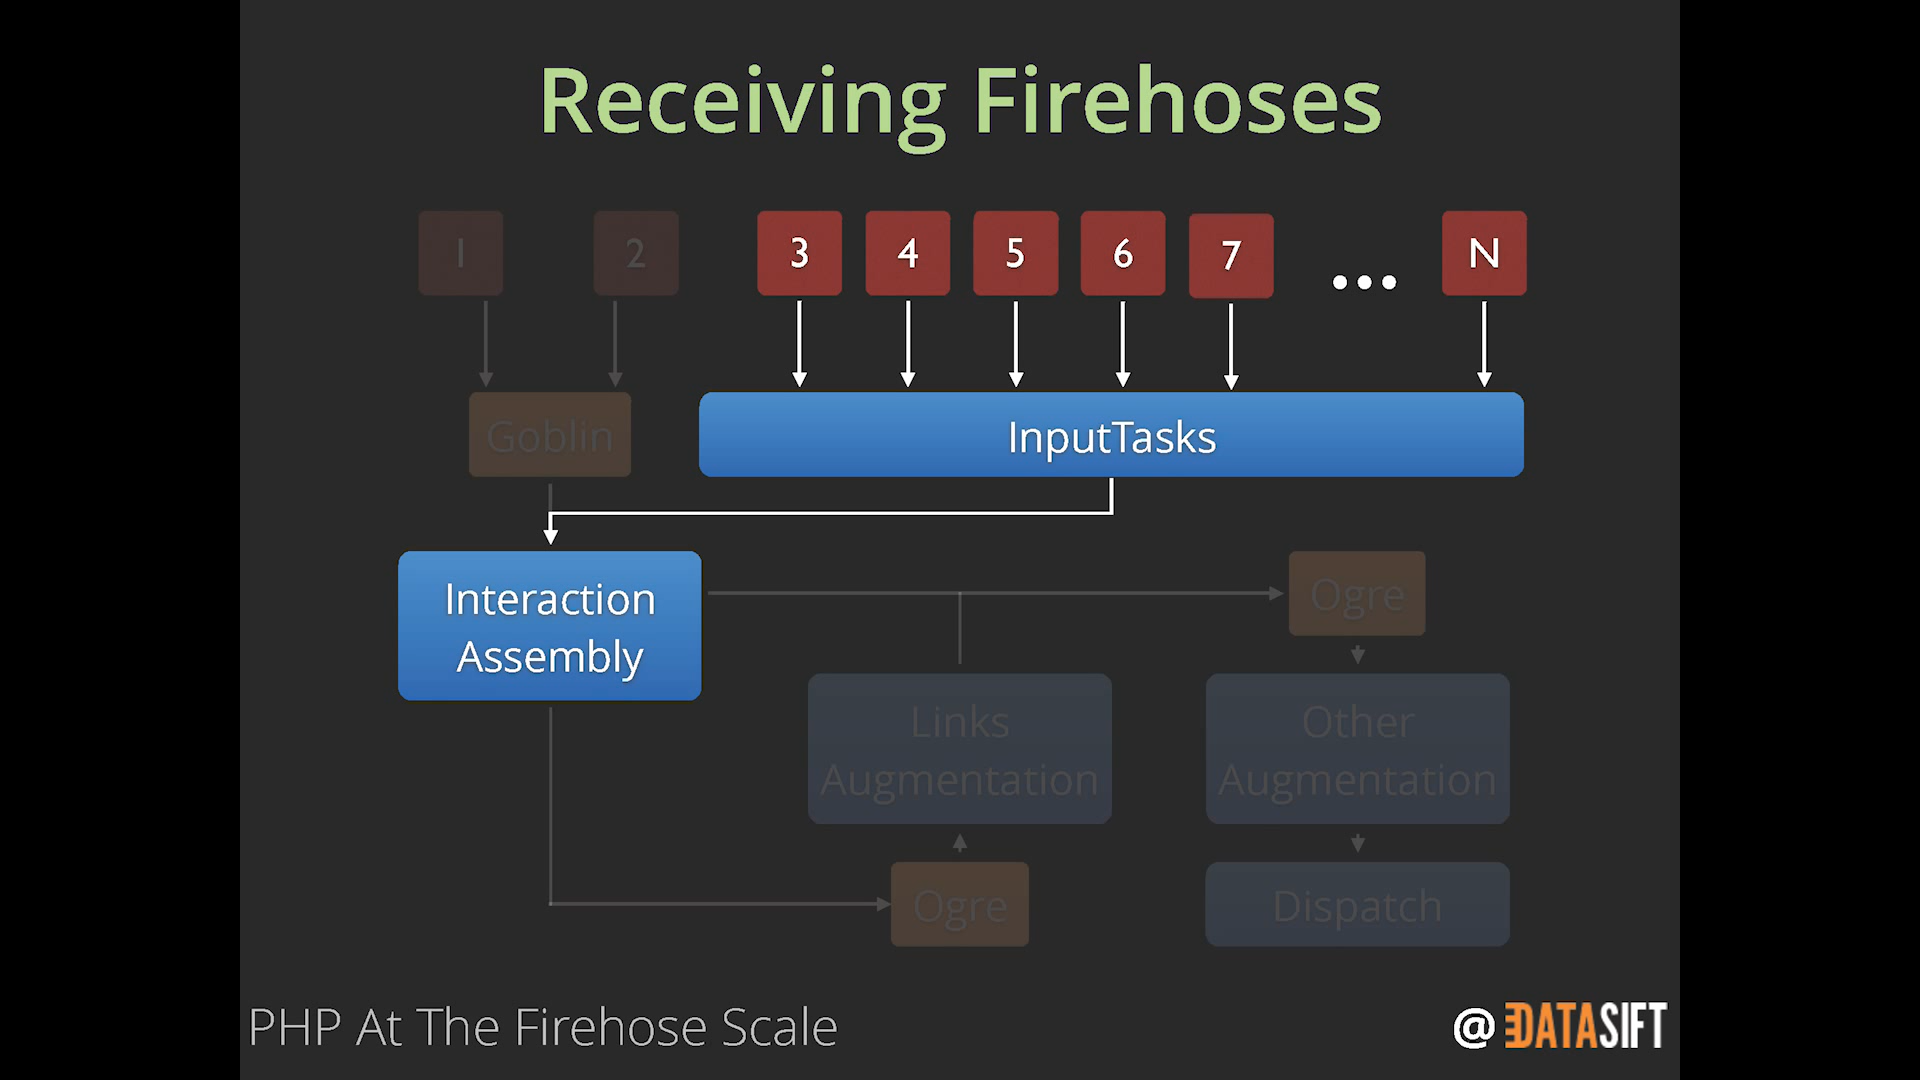 Receiving Firehoses
1 2 3 4 5 6 7 ... N
Goblin
InputTasks
Interaction
Assembly
Ogre
Links
Augmentation
Other
Augmentation
Ogre
Dispatch
PHP At The Firehose Scale
@DATASIFT